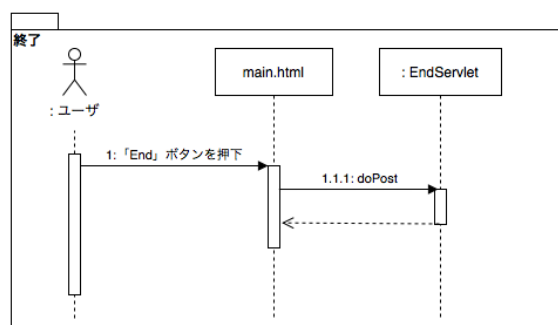 終了
: ユーザ
main.html
: EndServlet
1:「End」ボタンを押下
1.1.1: doPost